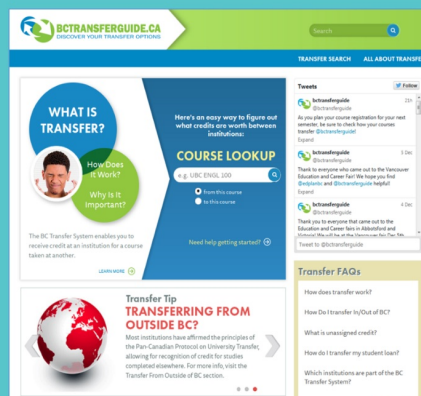 BCTRANSFERGUIDE.CA
DISCOVER YOUR TRANSFER OPTIONS
Search
TRANSFER SEARCH ALL ABOUT TRANSFE
WHAT IS
TRANSFER?
How Does
It Work?
Why Is It
Important?
The BC Transfer System enables you to
receive credit at an institution for a course
taken at another.
LEARN MORE
Here's an easy way to figure out
what credits are worth between
institutions:
COURSE LOOKUP
e.g. UBC ENGL 100
from this course
to this course
Need help getting started?
Tweets
Follow
bctransferguide
@bctransferguide
As you plan your course registration for your next
semester, be sure to check how your courses
transfer @bctransferguide!
Expand
bctransferguide 5 Dec
@bctransferguide
Thank to everyone who came out to the Vancouver
Education and Career Fair! We hope you find
@edplanbc and @bctransferguide helpful!
Expand
bctransferguide 4 Dec
@bctransferguide
Thank you to everyone that came out to the
Education and Career fairs in Abbotsford and
Tweet to @bctransferguide
Transfer Tip
TRANSFERRING FROM
OUTSIDE BC?
Most institutions have affirmed the principles of
the Pan-Canadian Protocol on University Transfer,
allowing for recognition of credit for studies
completed elsewhere. For more info, visit the
Transfer From Outside of BC section.
Transfer FAQs
How does transfer work?
How Do I transfer In/Out of BC?
What is unassigned credit?
How do I transfer my student loan?
Which institutions are part of the BC
Transfer System?